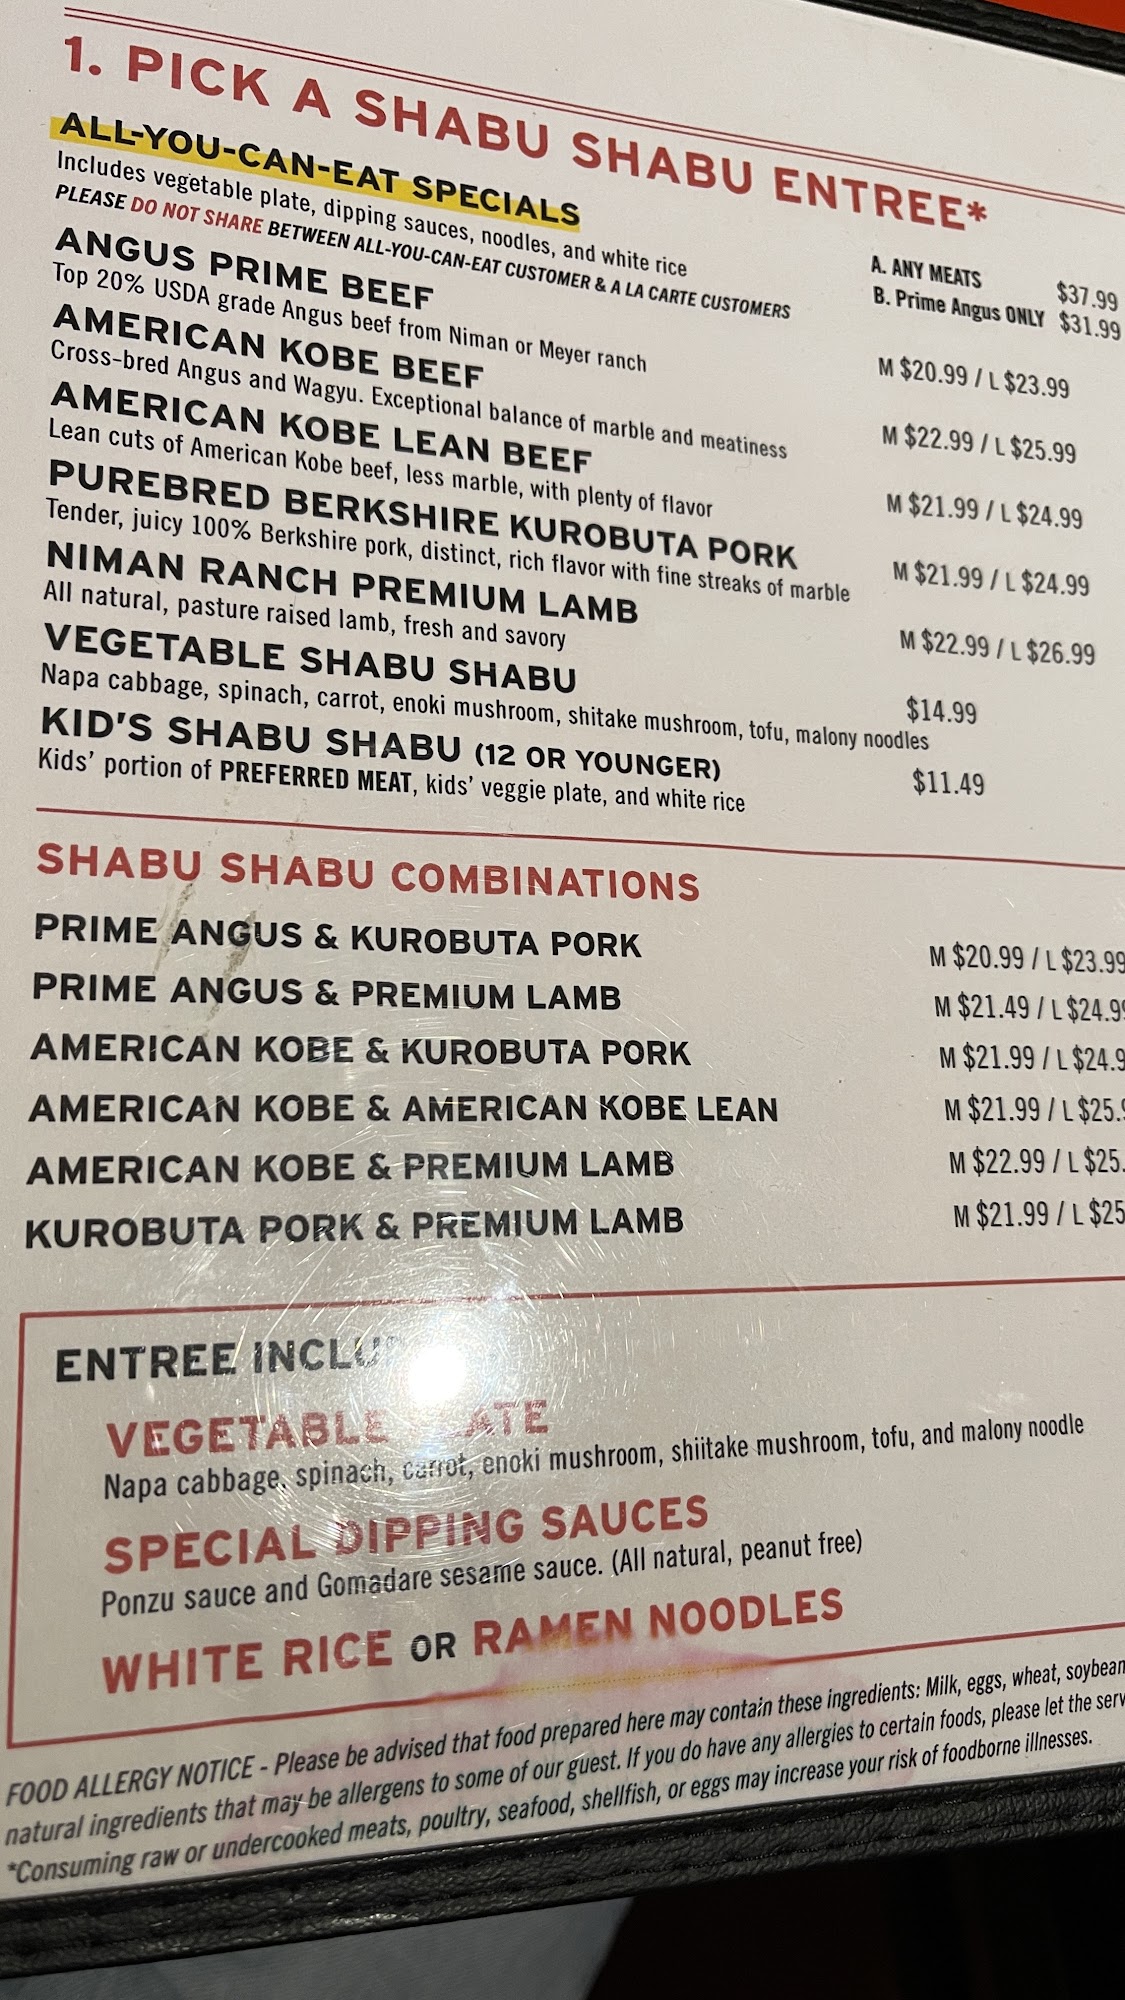 1. PICK A SHABU SHABU ENTREE*
ALL-YOU-CAN-EAT SPECIALS
Includes vegetable plate, dipping sauces, noodles, and white rice
A. ANY MEATS $37.99
PLEASE DO NOT SHARE BETWEEN ALL-YOU-CAN-EAT CUSTOMER & A LA CARTE CUSTOMERS
B. Prime Angus ONLY $31.99
ANGUS PRIME BEEF
Top 20% USDA grade Angus beef from Niman or Meyer ranch
M $20.99 / L $23.99
AMERICAN KOBE BEEF
Cross-bred Angus and Wagyu. Exceptional balance of marble and meatiness
M $22.99 / L $25.99
AMERICAN KOBE LEAN BEEF
Lean cuts of American Kobe beef, less marble, with plenty of flavor
M $21.99 / L $24.99
PUREBRED BERKSHIRE KUROBUTA PORK
Tender, juicy 100% Berkshire pork, distinct, rich flavor with fine streaks of marble
M $21.99 / L $24.99
NIMAN RANCH PREMIUM LAMB
All natural, pasture raised lamb, fresh and savory
M $22.99 / L $26.99
VEGETABLE SHABU SHABU
Napa cabbage, spinach, carrot, enoki mushroom, shitake mushroom, tofu, malony noodles
$14.99
KID'S SHABU SHABU (12 OR YOUNGER)
Kids' portion of PREFERRED MEAT, kids' veggie plate, and white rice
$11.49
SHABU SHABU COMBINATIONS
PRIME ANGUS & KUROBUTA PORK M $20.99 / L $23.99
PRIME ANGUS & PREMIUM LAMB M $21.49 / L $24.99
AMERICAN KOBE & KUROBUTA PORK M $21.99 / L $24.9
AMERICAN KOBE & AMERICAN KOBE LEAN M $21.99 / L $25.
AMERICAN KOBE & PREMIUM LAMB M $22.99 / L $25.
KUROBUTA PORK & PREMIUM LAMB M $21.99 / L $25
ENTREE
VEGETABLE
Napa cabbage, spinach, carrot, enoki mushroom, shiitake mushroom, tofu, and malony noodle
SPECIAL DIPPING SAUCES
Ponzu sauce and Gomadare sesame sauce. (All natural, peanut free)
WHITE RICE OR RAMEN NOODLES
FOOD ALLERGY NOTICE - Please be advised that food prepared here may contain these ingredients: Milk, eggs, wheat, soybean
natural ingredients that may be allergens to some of our guest. If you do have any allergies to certain foods, please let the serv
*Consuming raw or undercooked meats, poultry, seafood, shellfish, or eggs may increase your risk of foodborne illnesses.